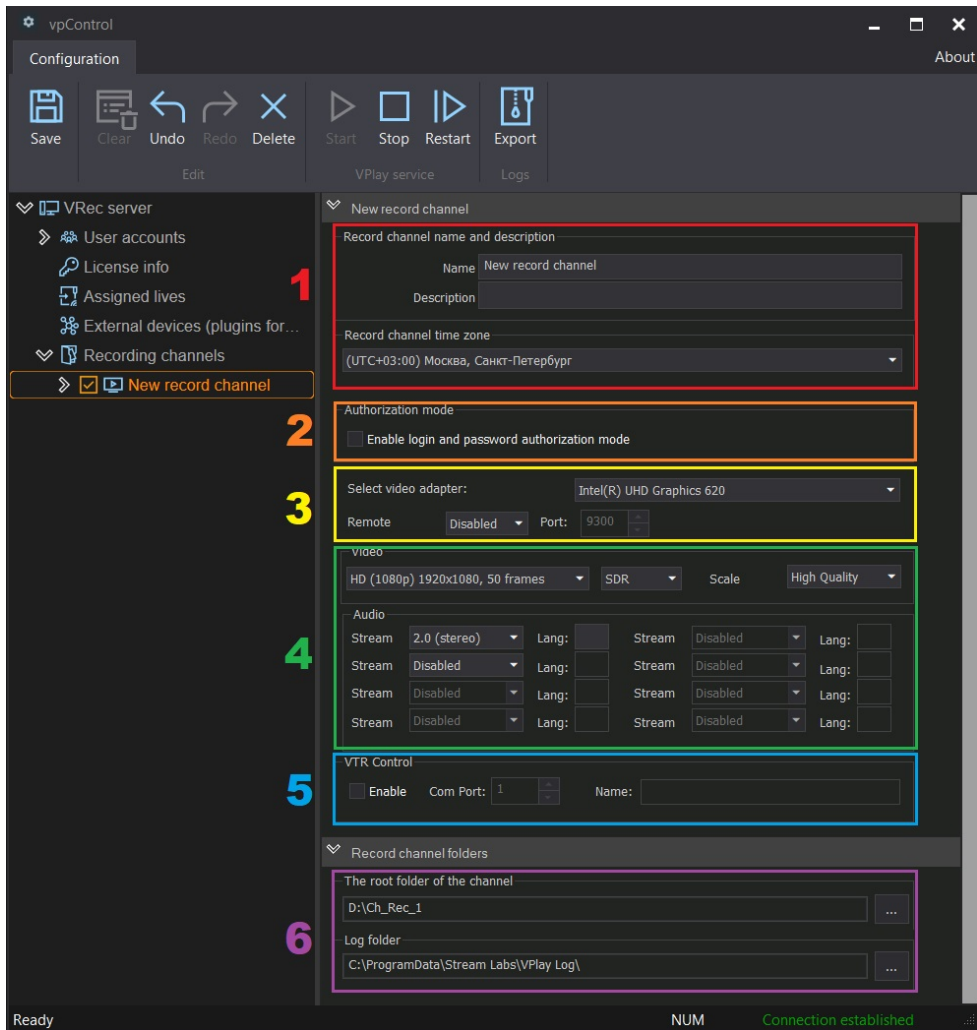 vpControl
Configuration About
Save Clear Undo Redo Delete Start Stop Restart Export
Edit VPlay service Logs
VRec server
User accounts
License info
Assigned lives
External devices (plugins for...
Recording channels
New record channel
New record channel
1
Record channel name and description
Name New record channel
Description
Record channel time zone
(UTC+03:00) Москва, Санкт-Петербург
2
Authorization mode
Enable login and password authorization mode
3
Select video adapter: Intel(R) UHD Graphics 620
Remote Disabled Port: 9300
4
Video
HD (1080p) 1920x1080, 50 frames SDR Scale High Quality
Audio
Stream 2.0 (stereo) Lang: Stream Disabled Lang:
Stream Disabled Lang: Stream Disabled Lang:
Stream Disabled Lang: Stream Disabled Lang:
Stream Disabled Lang: Stream Disabled Lang:
5
VTR Control
Enable Com Port: 1 Name:
Record channel folders
6
The root folder of the channel
D:\Ch_Rec_1 ...
Log folder
C:\ProgramData\Stream Labs\VPlay Log\ ...
Ready NUM Connection established